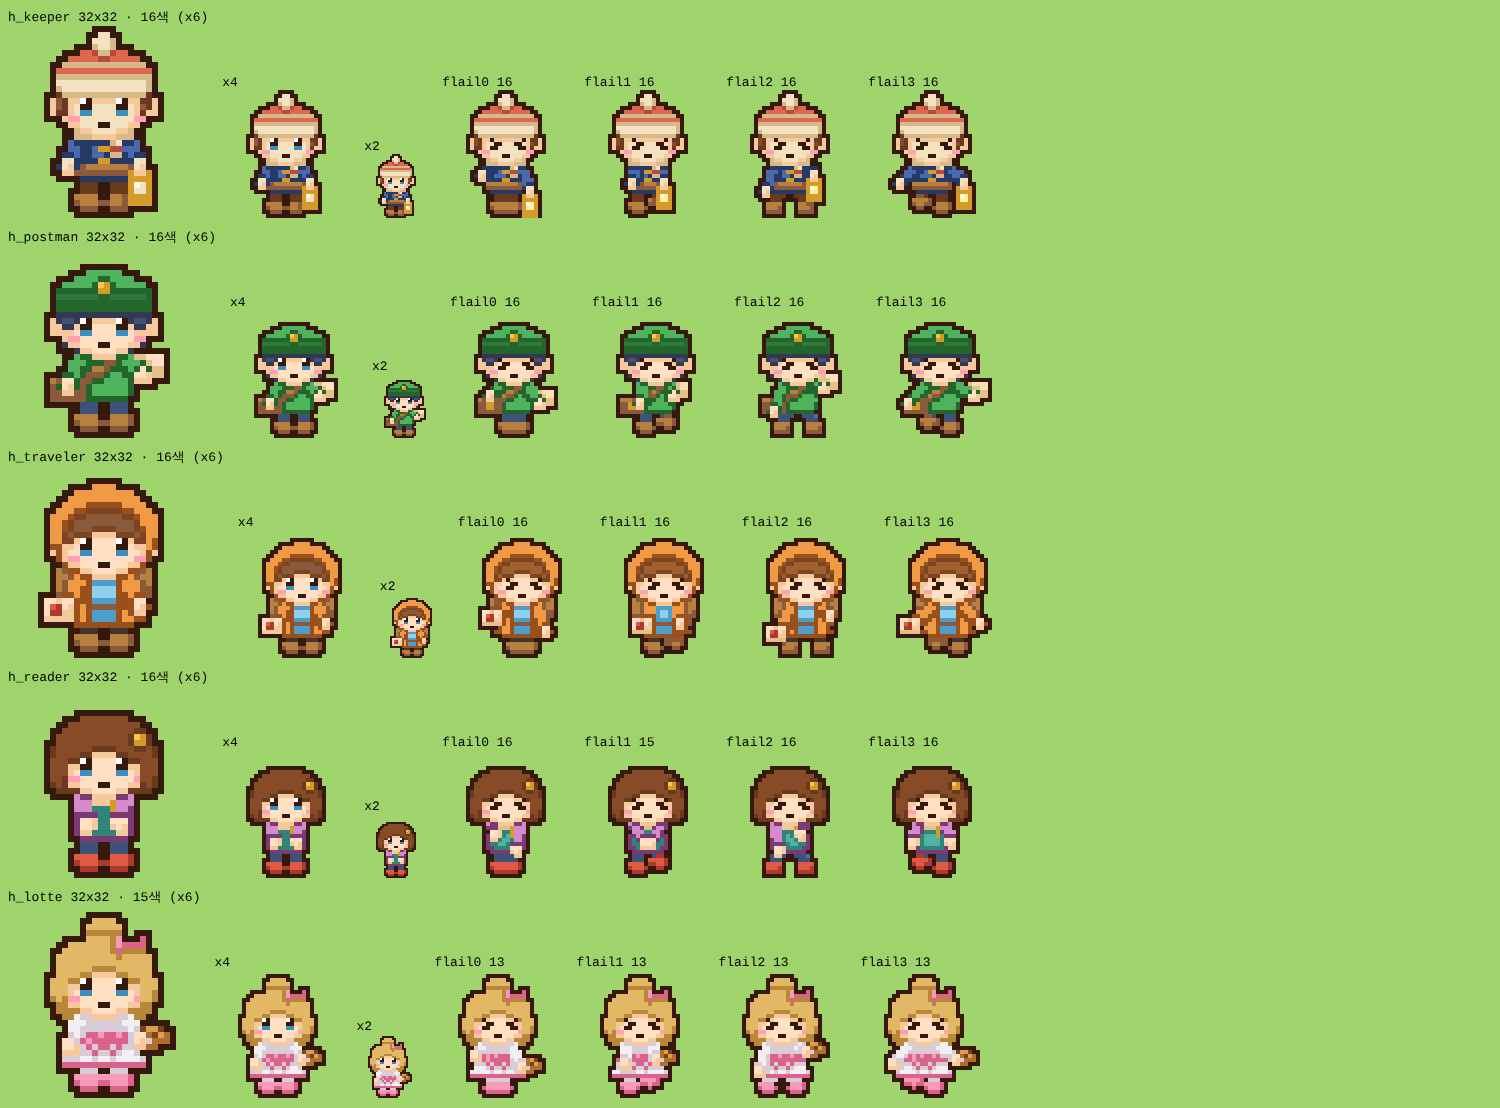 h_keeper 32x32 · 16색 (x6)
x4
x2
flail0 16
flail1 16
flail2 16
flail3 16
h_postman 32x32 · 16색 (x6)
x4
x2
flail0 16
flail1 16
flail2 16
flail3 16
h_traveler 32x32 · 16색 (x6)
x4
x2
flail0 16
flail1 16
flail2 16
flail3 16
h_reader 32x32 · 16색 (x6)
x4
x2
flail0 16
flail1 15
flail2 16
flail3 16
h_lotte 32x32 · 15색 (x6)
x4
x2
flail0 13
flail1 13
flail2 13
flail3 13